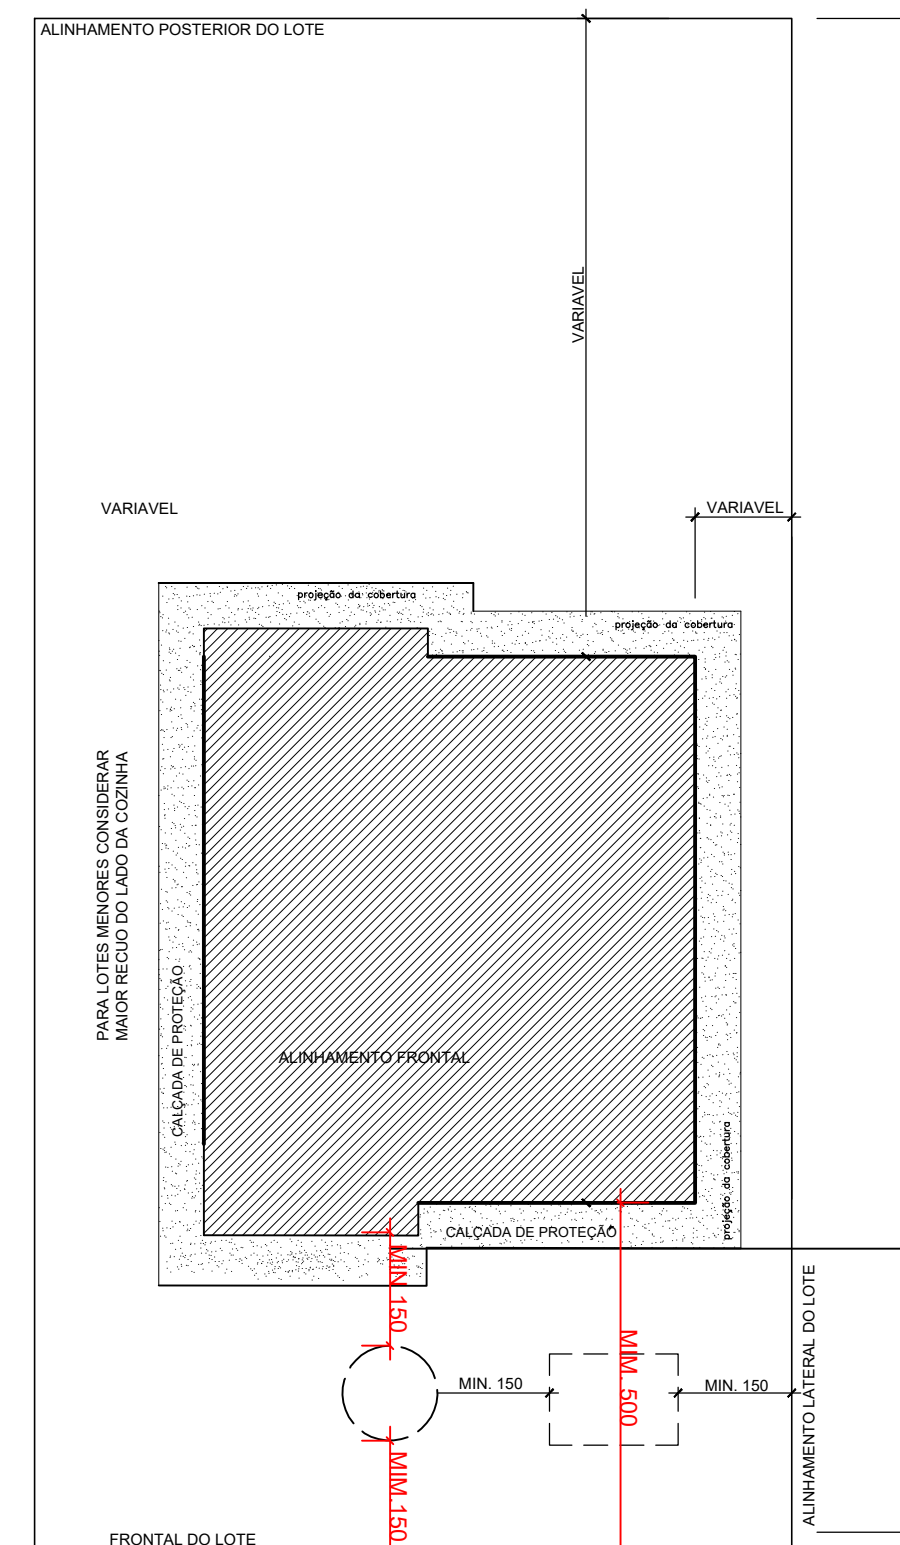 ALINHAMENTO POSTERIOR DO LOTE
VARIAVEL
VARIAVEL
VARIAVEL
projeção da cobertura
projeção da cobertura
PARA LOTES MENORES CONSIDERAR
MAIOR RECUO DO LADO DA COZINHA
CALÇADA DE PROTEÇÃO
ALINHAMENTO FRONTAL
projeção da cobertura
CALÇADA DE PROTEÇÃO
MIN. 150
MIM. 500
MIN. 150
MIN. 150
ALINHAMENTO LATERAL DO LOTE
MIM.150
FRONTAL DO LOTE